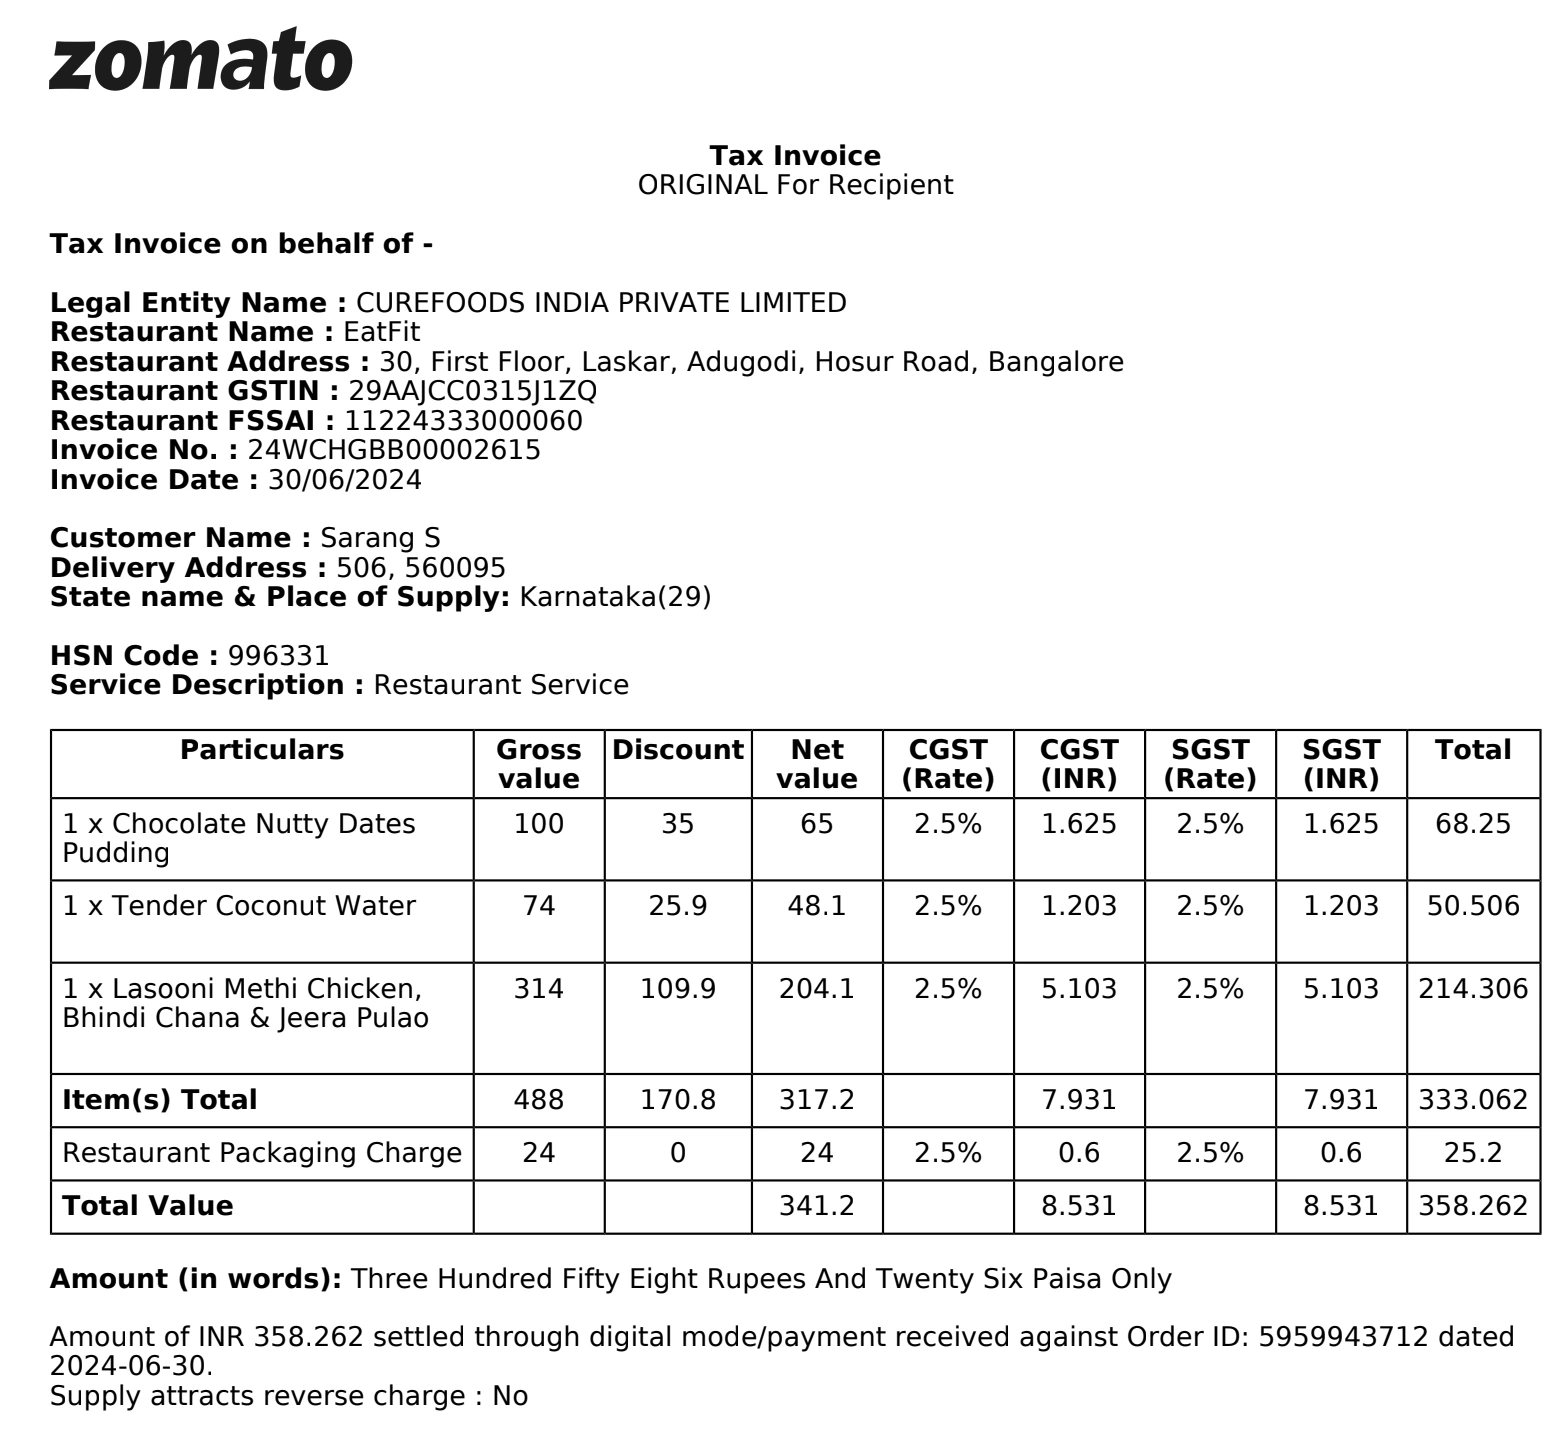 zomato
Tax Invoice
ORIGINAL For Recipient
Tax Invoice on behalf of -
Legal Entity Name : CUREFOODS INDIA PRIVATE LIMITED
Restaurant Name : EatFit
Restaurant Address : 30, First Floor, Laskar, Adugodi, Hosur Road, Bangalore
Restaurant GSTIN : 29AAJCC0315J1ZQ
Restaurant FSSAI : 11224333000060
Invoice No. : 24WCHGBB00002615
Invoice Date : 30/06/2024
Customer Name : Sarang S
Delivery Address : 506, 560095
State name & Place of Supply: Karnataka(29)
HSN Code : 996331
Service Description : Restaurant Service
Particulars Gross Discount Net CGST CGST SGST SGST Total
value value (Rate) (INR) (Rate) (INR)
1 x Chocolate Nutty Dates 100 35 65 2.5% 1.625 2.5% 1.625 68.25
Pudding
1 x Tender Coconut Water 74 25.9 48.1 2.5% 1.203 2.5% 1.203 50.506
1 x Lasooni Methi Chicken, 314 109.9 204.1 2.5% 5.103 2.5% 5.103 214.306
Bhindi Chana & Jeera Pulao
Item(s) Total 488 170.8 317.2 7.931 7.931 333.062
Restaurant Packaging Charge 24 0 24 2.5% 0.6 2.5% 0.6 25.2
Total Value 341.2 8.531 8.531 358.262
Amount (in words): Three Hundred Fifty Eight Rupees And Twenty Six Paisa Only
Amount of INR 358.262 settled through digital mode/payment received against Order ID: 5959943712 dated
2024-06-30.
Supply attracts reverse charge : No